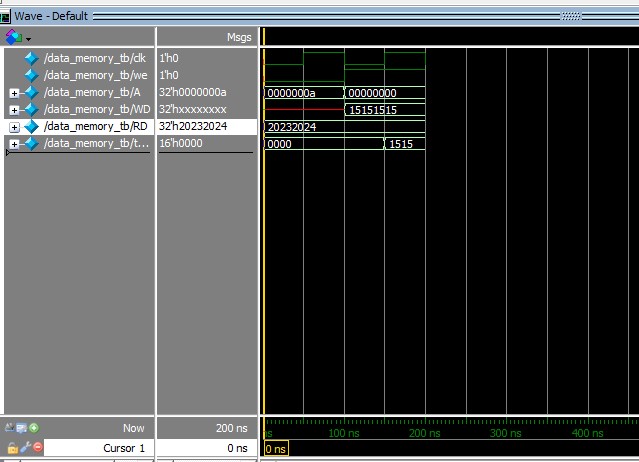 Wave - Default
Msgs
/data_memory_tb/clk 1'h0
/data_memory_tb/we 1'h0
/data_memory_tb/A 32'h0000000a 0000000a 00000000
/data_memory_tb/WD 32'hxxxxxxxx 15151515
/data_memory_tb/RD 32'h20232024 20232024
/data_memory_tb/t... 16'h0000 0000 1515
Now 200 ns ns 100 ns 200 ns 300 ns 400 ns
Cursor 1 0 ns 0 ns